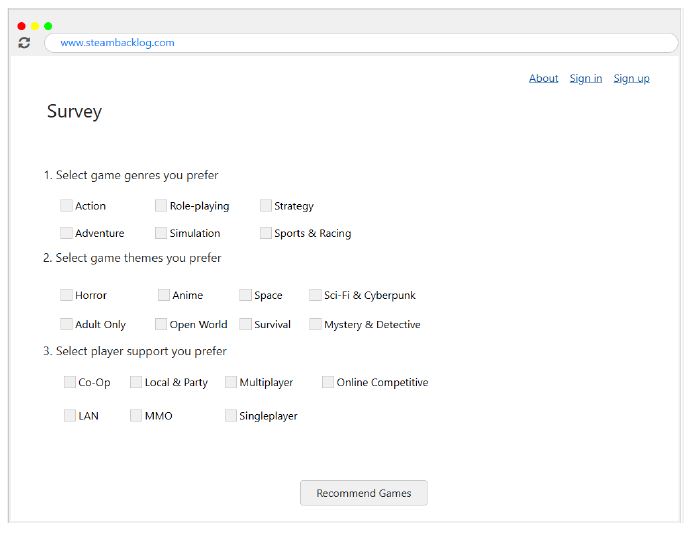 www.steambacklog.com
About Sign in Sign up
Survey
1. Select game genres you prefer
Action Role-playing Strategy
Adventure Simulation Sports & Racing
2. Select game themes you prefer
Horror Anime Space Sci-Fi & Cyberpunk
Adult Only Open World Survival Mystery & Detective
3. Select player support you prefer
Co-Op Local & Party Multiplayer Online Competitive
LAN MMO Singleplayer
Recommend Games